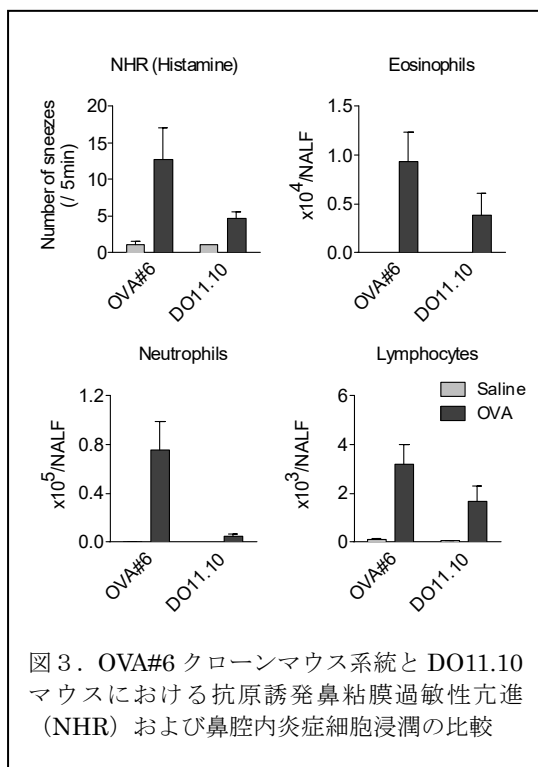 NHR (Histamine)
Number of sneezes
(/ 5min)
20
15
10
5
0
OVA#6
DO11.10
Eosinophils
x10⁴/NALF
1.5
1.0
0.5
0.0
OVA#6
DO11.10
Neutrophils
x10⁵/NALF
1.2
0.8
0.4
0.0
OVA#6
DO11.10
Lymphocytes
x10³/NALF
6
4
2
0
OVA#6
DO11.10
Saline
OVA
図３．OVA#6 クローンマウス系統と DO11.10
マウスにおける抗原誘発鼻粘膜過敏性亢進
（NHR）および鼻腔内炎症細胞浸潤の比較